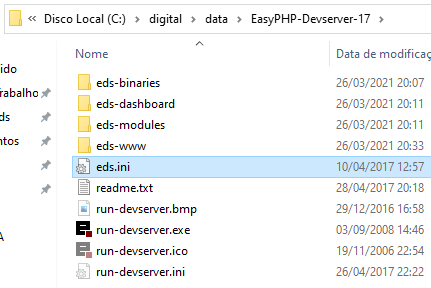 « Disco Local (C:) > digital > data > EasyPHP-Devserver-17 >
Nome Data de modificaç
eds-binaries 26/03/2021 20:07
ido
eds-dashboard 26/03/2021 20:11
rabalho
eds-modules 26/03/2021 20:11
ds
eds-www 26/03/2021 20:33
ntos
eds.ini 10/04/2017 12:57
readme.txt 28/04/2017 20:18
run-devserver.bmp 29/12/2016 16:58
run-devserver.exe 03/09/2008 14:46
A
run-devserver.ico 19/11/2006 22:54
run-devserver.ini 26/04/2017 22:22